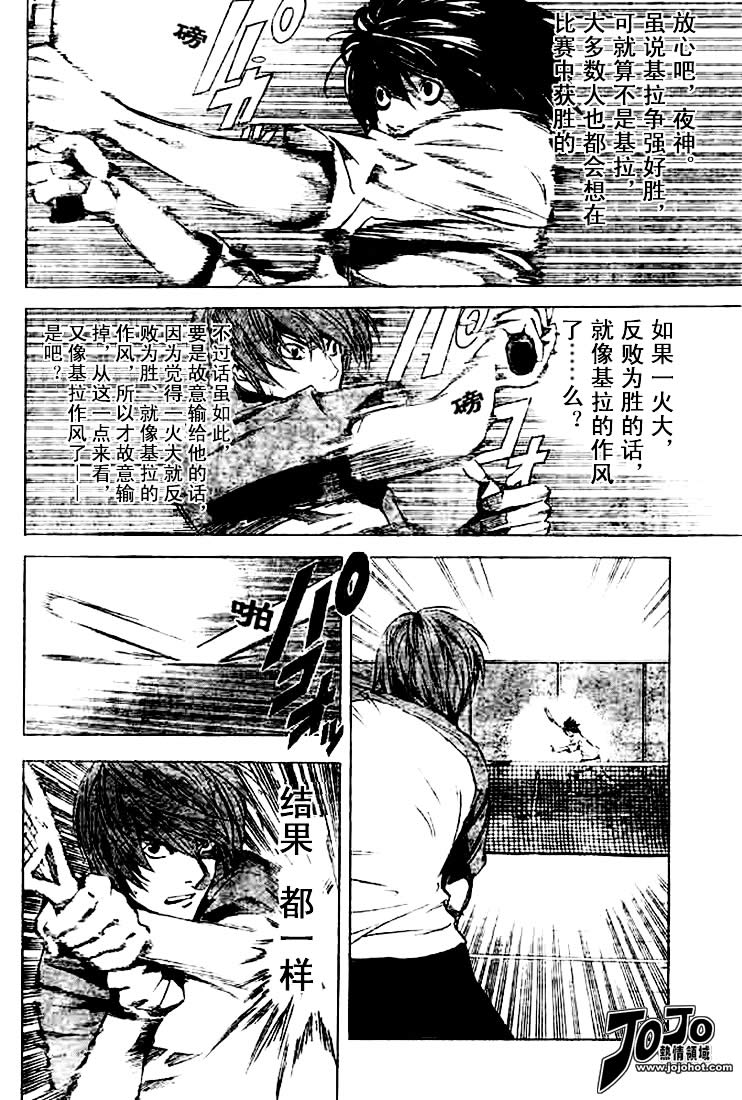 放心吧，夜神。
虽说基拉争强好胜，
可就算不是基拉，
大多数人也都会想在
比赛中获胜的
磅
パカ
如果一火大，
反败为胜的话，
就像基拉的作风
了……么？
磅
不过话虽如此，
要是故意输给他的话，
因为觉得一火大就反
败为胜，就像基拉的
作风，所以才故意输
掉，从这一点来看，
又像基拉作风了——
是吧？
啪
パコオッ
结果 都一样
JOJO
熱情領域
www.jojohot.com